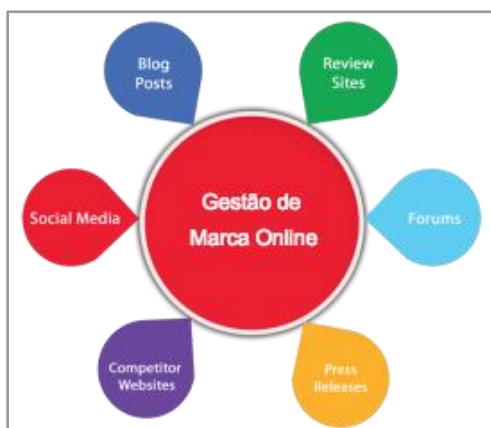 Blog
Posts
Review
Sites
Social Media
Gestão de
Marca Online
Forums
Competitor
Websites
Press
Releases